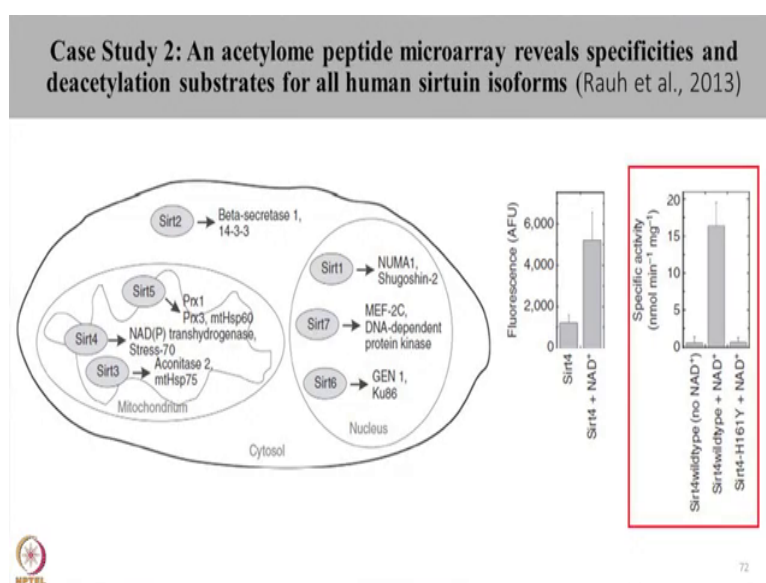 Case Study 2: An acetylome peptide microarray reveals specificities and
deacetylation substrates for all human sirtuin isoforms (Rauh et al., 2013)
Sirt2
Beta-secretase 1,
14-3-3
Sirt5
Prx1
Prx3, mtHsp60
Sirt4
NAD(P) transhydrogenase,
Stress-70
Sirt3
Aconitase 2,
mtHsp75
Mitochondrium
Sirt1
NUMA1,
Shugoshin-2
Sirt7
MEF-2C,
DNA-dependent
protein kinase
Sirt6
GEN 1,
Ku86
Nucleus
Cytosol
Fluorescence (AFU)
6,000
4,000
2,000
0
Sirt4
Sirt4 + NAD⁺
Specific activity
(nmol min⁻¹ mg⁻¹)
20
15
10
5
0
Sirt4wildtype (no NAD⁺)
Sirt4wildtype + NAD⁺
Sirt4-H161Y + NAD⁺
NPTEL
72